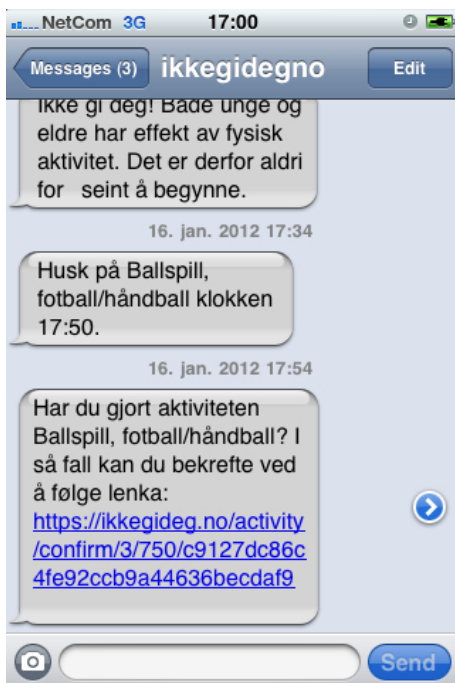 NetCom 3G 17:00
Messages (3) ikkegidegno Edit
Ikke gi deg! Både unge og
eldre har effekt av fysisk
aktivitet. Det er derfor aldri
for seint å begynne.
16. jan. 2012 17:34
Husk på Ballspill,
fotball/håndball klokken
17:50.
16. jan. 2012 17:54
Har du gjort aktiviteten
Ballspill, fotball/håndball? I
så fall kan du bekrefte ved
å følge lenka:
https://ikkegideg.no/activity
/confirm/3/750/c9127dc86c
4fe92ccb9a44636becdaf9
Send